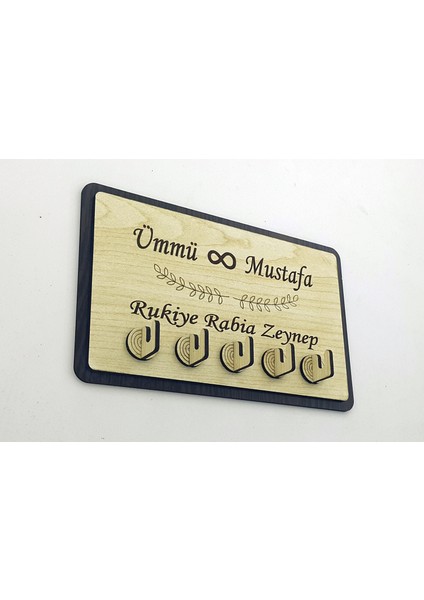 Ümmü ∞ Mustafa
Rukiye Rabia Zeynep